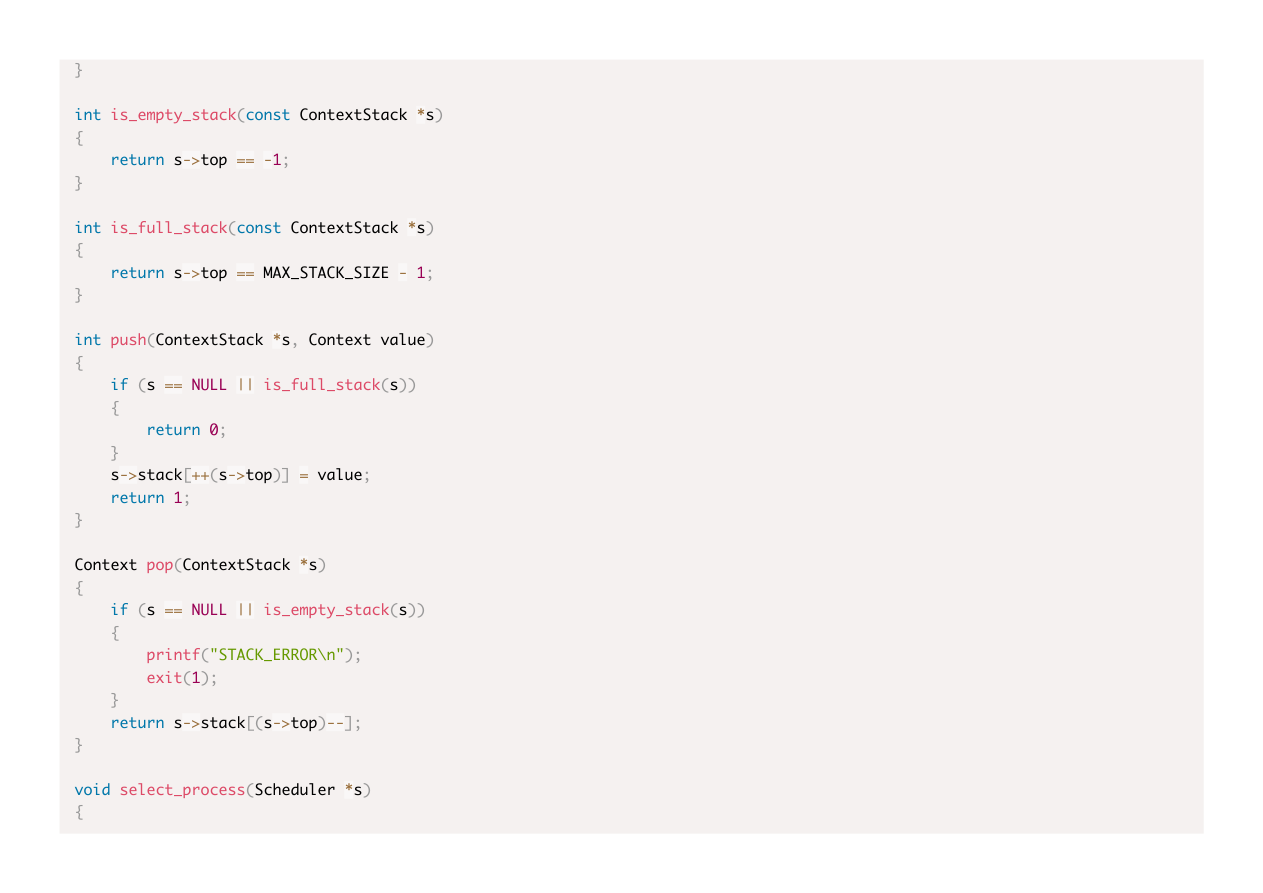 }

int is_empty_stack(const ContextStack *s)
{
    return s->top == -1;
}

int is_full_stack(const ContextStack *s)
{
    return s->top == MAX_STACK_SIZE - 1;
}

int push(ContextStack *s, Context value)
{
    if (s == NULL || is_full_stack(s))
    {
        return 0;
    }
    s->stack[++(s->top)] = value;
    return 1;
}

Context pop(ContextStack *s)
{
    if (s == NULL || is_empty_stack(s))
    {
        printf("STACK_ERROR\n");
        exit(1);
    }
    return s->stack[(s->top)--];
}

void select_process(Scheduler *s)
{